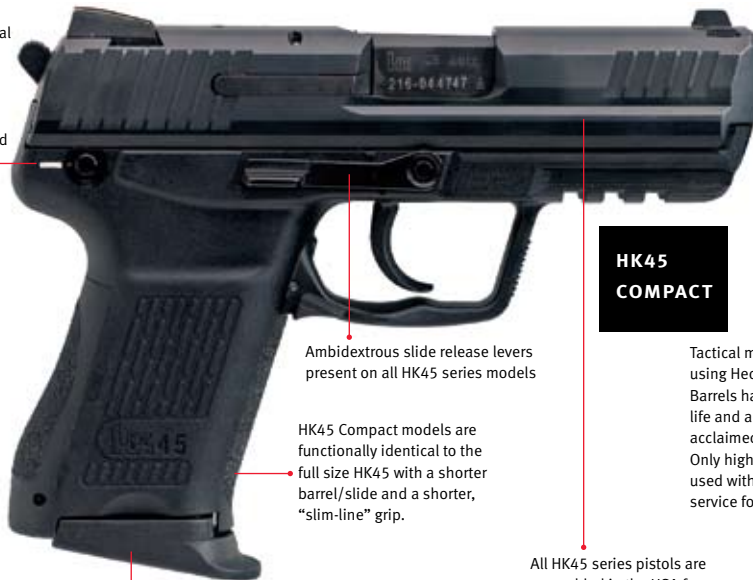 al
d
216-044747
45
HK45
COMPACT
Ambidextrous slide release levers
present on all HK45 series models
HK45 Compact models are
functionally identical to the
full size HK45 with a shorter
barrel/slide and a shorter,
“slim-line” grip.
Tactical m
using Hec
Barrels ha
life and a
acclaimed
Only high
used with
service fo
All HK45 series pistols are